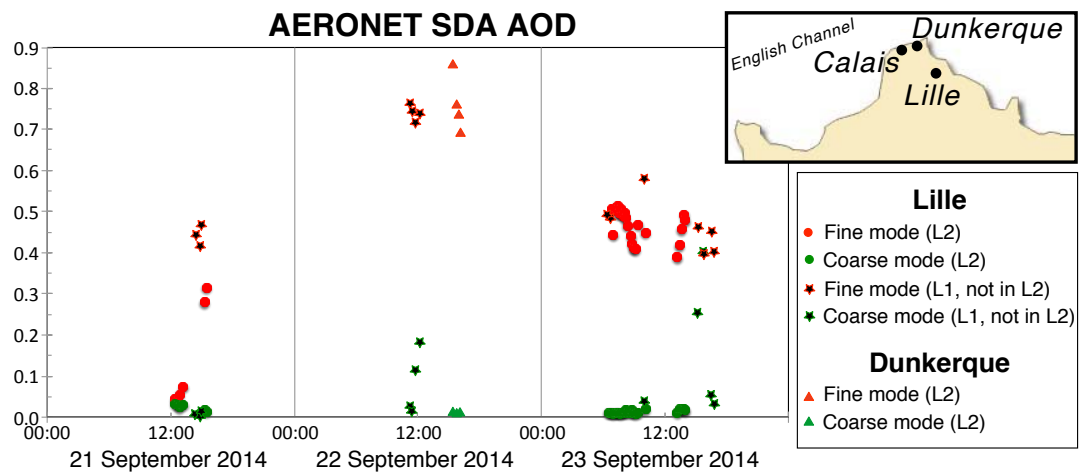 AERONET SDA AOD
0.9
0.8
0.7
0.6
0.5
0.4
0.3
0.2
0.1
0.0
00:00 12:00 00:00 12:00 00:00 12:00
21 September 2014 22 September 2014 23 September 2014
English Channel
Dunkerque
Calais
Lille
Lille
Fine mode (L2)
Coarse mode (L2)
Fine mode (L1, not in L2)
Coarse mode (L1, not in L2)
Dunkerque
Fine mode (L2)
Coarse mode (L2)